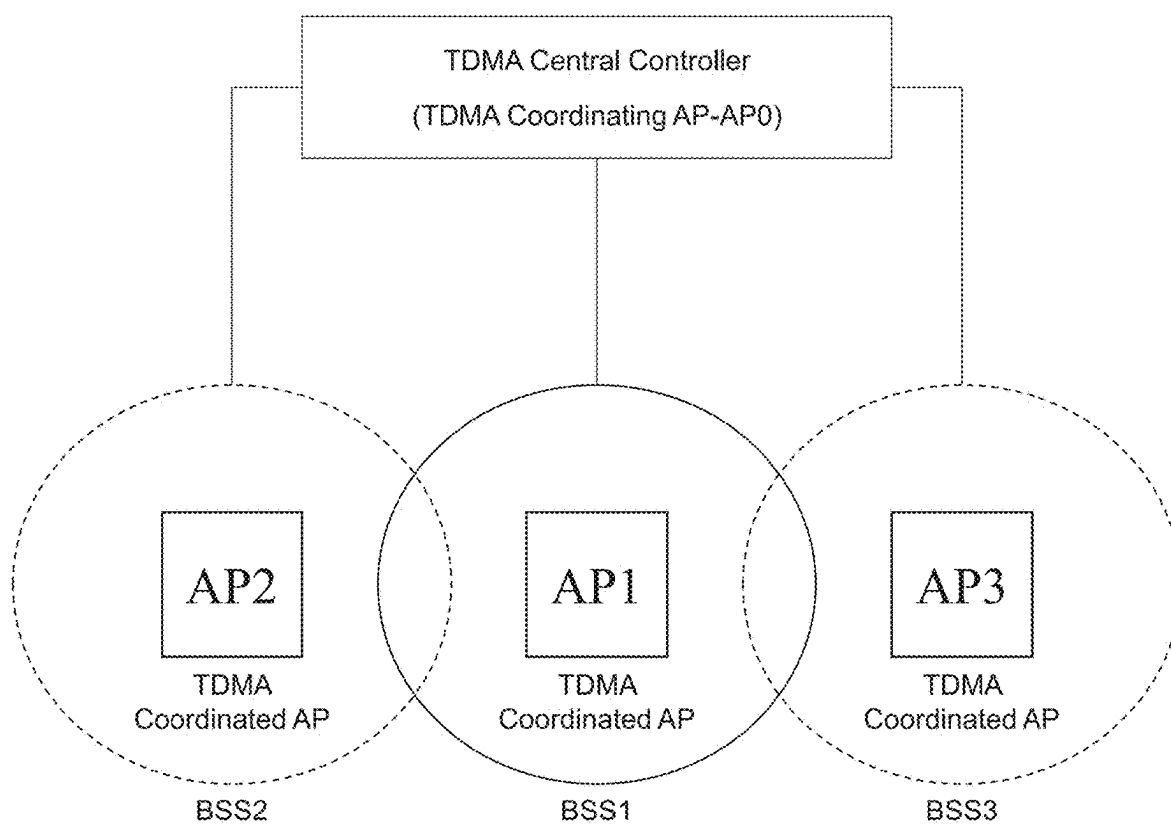 TDMA Central Controller
(TDMA Coordinating AP-AP0)
AP2
AP1
AP3
TDMA
Coordinated AP
TDMA
Coordinated AP
TDMA
Coordinated AP
BSS2
BSS1
BSS3